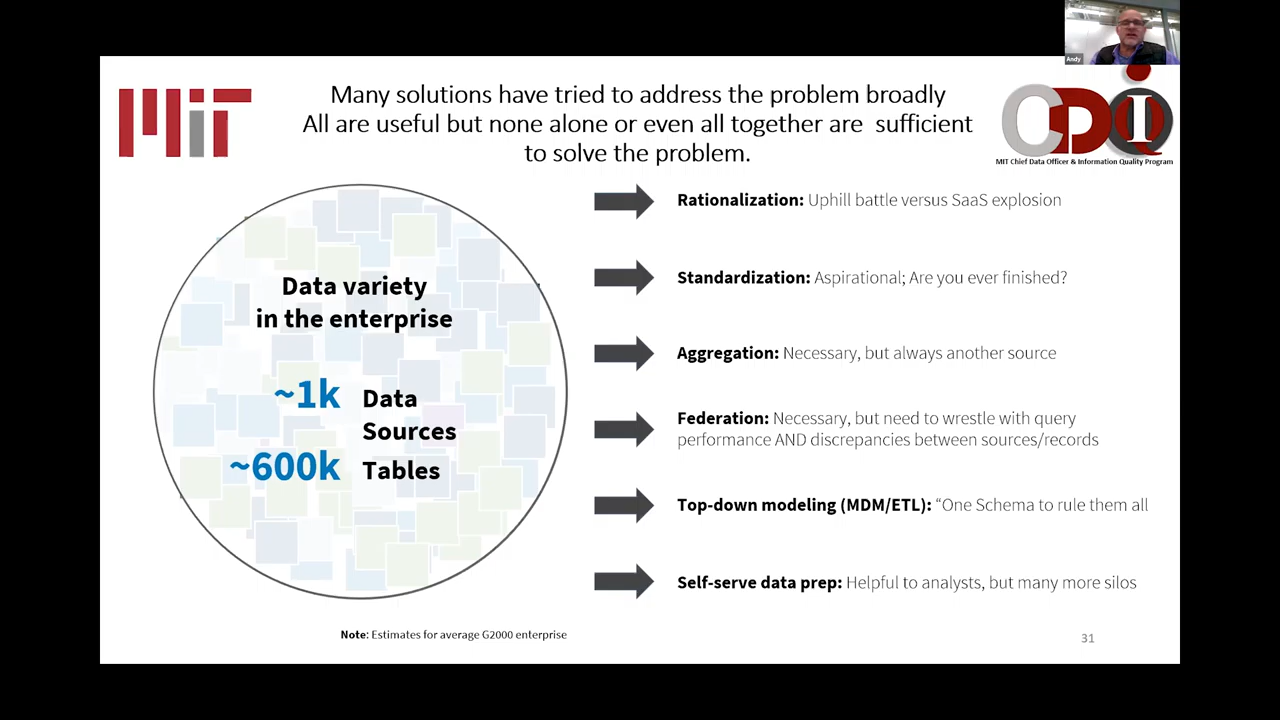 Andy
MIT
Many solutions have tried to address the problem broadly
All are useful but none alone or even all together are sufficient
to solve the problem.
CDOIQ
MIT Chief Data Officer & Information Quality Program
Data variety
in the enterprise
~1k Data
Sources
~600k Tables
Rationalization: Uphill battle versus SaaS explosion
Standardization: Aspirational; Are you ever finished?
Aggregation: Necessary, but always another source
Federation: Necessary, but need to wrestle with query
performance AND discrepancies between sources/records
Top-down modeling (MDM/ETL): “One Schema to rule them all
Self-serve data prep: Helpful to analysts, but many more silos
Note: Estimates for average G2000 enterprise
31